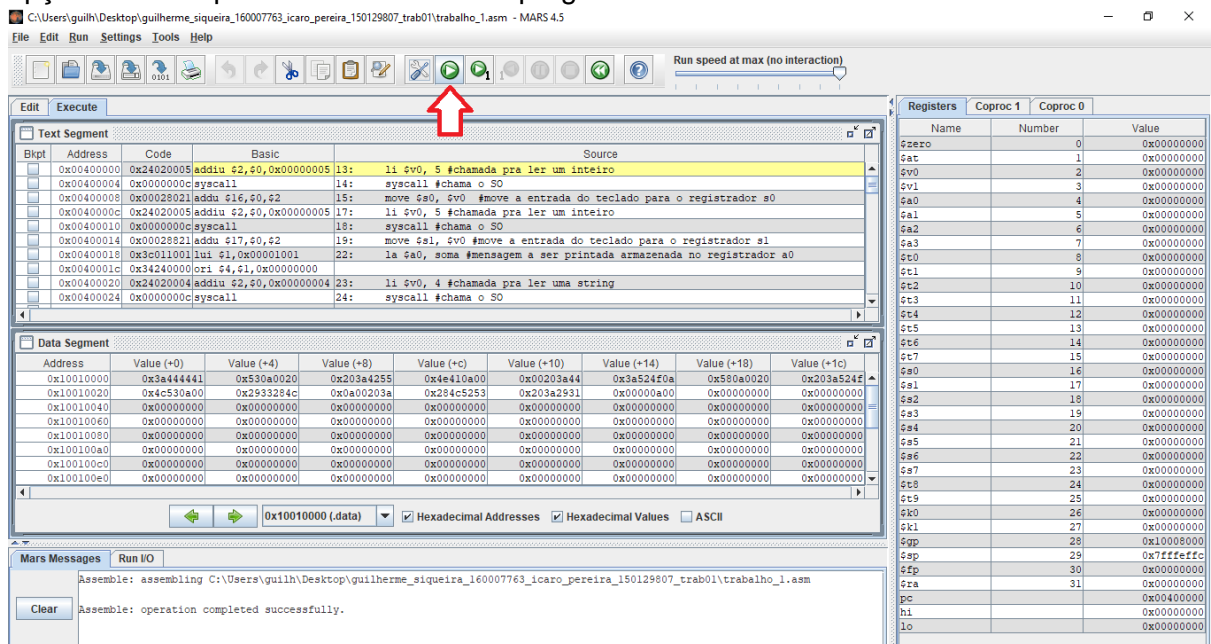 C:\Users\guilh\Desktop\guilherme_siqueira_160007763_icaro_pereira_150129807_trab01\trabalho_1.asm - MARS 4.5
File Edit Run Settings Tools Help
Run speed at max (no interaction)
Edit Execute
Text Segment
Bkpt Address Code Basic Source
0x00400000 0x24020005 addiu $2,$0,0x00000005 13: li $v0, 5 #chamada pra ler um inteiro
0x00400004 0x0000000c syscall 14: syscall #chama o SO
0x00400008 0x00028021 addu $16,$0,$2 15: move $s0, $v0 #move a entrada do teclado para o registrador s0
0x0040000c 0x24020005 addiu $2,$0,0x00000005 17: li $v0, 5 #chamada pra ler um inteiro
0x00400010 0x0000000c syscall 18: syscall #chama o SO
0x00400014 0x00028821 addu $17,$0,$2 19: move $s1, $v0 #move a entrada do teclado para o registrador s1
0x00400018 0x3c011001 lui $1,0x00001001 22: la $a0, soma #mensagem a ser printada armazenada no registrador a0
0x0040001c 0x34240000 ori $4,$1,0x00000000
0x00400020 0x24020004 addiu $2,$0,0x00000004 23: li $v0, 4 #chamada pra ler uma string
0x00400024 0x0000000c syscall 24: syscall #chama o SO
Data Segment
Address Value (+0) Value (+4) Value (+8) Value (+c) Value (+10) Value (+14) Value (+18) Value (+1c)
0x10010000 0x3a444441 0x530a0020 0x203a4255 0x4e410a00 0x00203a44 0x3a524f0a 0x580a0020 0x203a524f
0x10010020 0x4c530a00 0x2933284c 0x0a00203a 0x284c5253 0x203a2931 0x00000a00 0x00000000 0x00000000
0x10010040 0x00000000 0x00000000 0x00000000 0x00000000 0x00000000 0x00000000 0x00000000 0x00000000
0x10010060 0x00000000 0x00000000 0x00000000 0x00000000 0x00000000 0x00000000 0x00000000 0x00000000
0x10010080 0x00000000 0x00000000 0x00000000 0x00000000 0x00000000 0x00000000 0x00000000 0x00000000
0x100100a0 0x00000000 0x00000000 0x00000000 0x00000000 0x00000000 0x00000000 0x00000000 0x00000000
0x100100c0 0x00000000 0x00000000 0x00000000 0x00000000 0x00000000 0x00000000 0x00000000 0x00000000
0x100100e0 0x00000000 0x00000000 0x00000000 0x00000000 0x00000000 0x00000000 0x00000000 0x00000000
0x10010000 (.data) Hexadecimal Addresses Hexadecimal Values ASCII
Mars Messages Run I/O
Assemble: assembling C:\Users\guilh\Desktop\guilherme_siqueira_160007763_icaro_pereira_150129807_trab01\trabalho_1.asm
Clear
Assemble: operation completed successfully.
Registers Coproc 1 Coproc 0
Name Number Value
$zero 0 0x00000000
$at 1 0x00000000
$v0 2 0x00000000
$v1 3 0x00000000
$a0 4 0x00000000
$a1 5 0x00000000
$a2 6 0x00000000
$a3 7 0x00000000
$t0 8 0x00000000
$t1 9 0x00000000
$t2 10 0x00000000
$t3 11 0x00000000
$t4 12 0x00000000
$t5 13 0x00000000
$t6 14 0x00000000
$t7 15 0x00000000
$s0 16 0x00000000
$s1 17 0x00000000
$s2 18 0x00000000
$s3 19 0x00000000
$s4 20 0x00000000
$s5 21 0x00000000
$s6 22 0x00000000
$s7 23 0x00000000
$t8 24 0x00000000
$t9 25 0x00000000
$k0 26 0x00000000
$k1 27 0x00000000
$gp 28 0x10008000
$sp 29 0x7fffeffc
$fp 30 0x00000000
$ra 31 0x00000000
pc 0x00400000
hi 0x00000000
lo 0x00000000